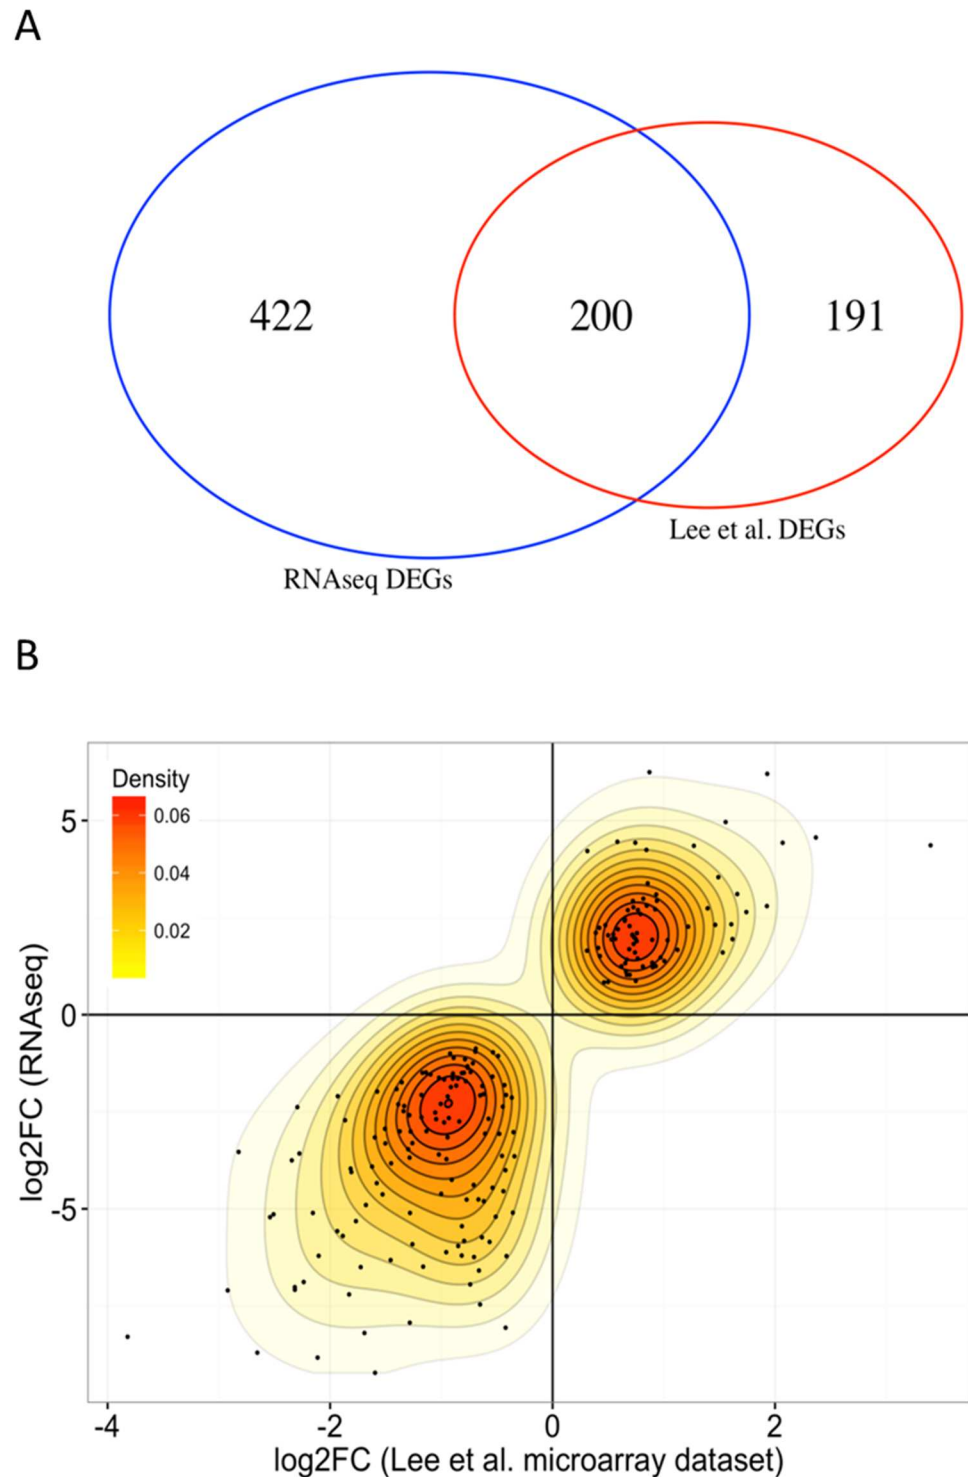 A
422 200 191
Lee et al. DEGs
RNAseq DEGs
B
Density
0.06
0.04
0.02
5
0
-5
log2FC (RNAseq)
-4 -2 0 2
log2FC (Lee et al. microarray dataset)